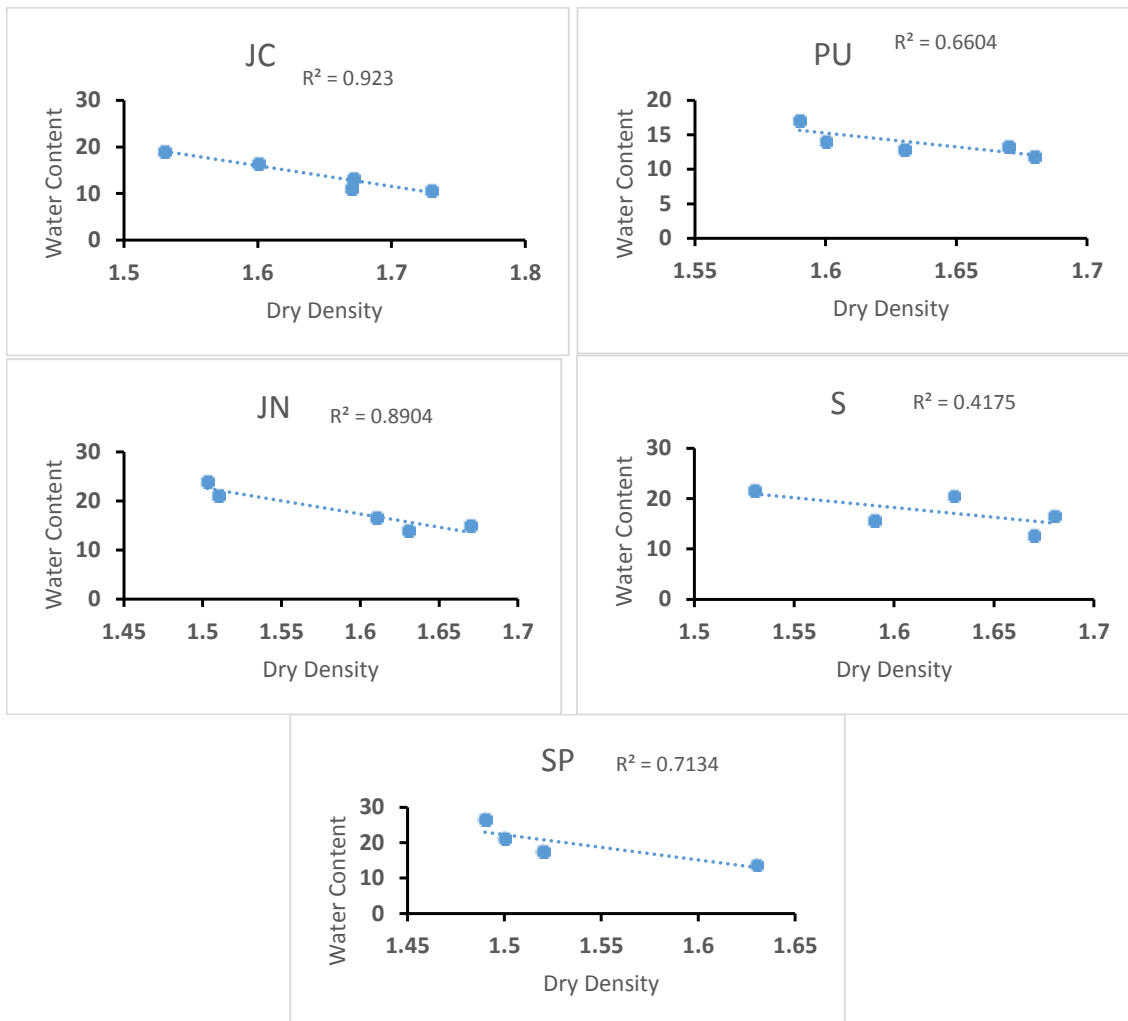 JC
R² = 0.923
Water Content
30
20
10
0
1.5 1.6 1.7 1.8
Dry Density
PU
R² = 0.6604
Water Content
20
15
10
5
0
1.55 1.6 1.65 1.7
Dry Density
JN
R² = 0.8904
Water Content
30
20
10
0
1.45 1.5 1.55 1.6 1.65 1.7
Dry Density
S
R² = 0.4175
Water Content
30
20
10
0
1.5 1.55 1.6 1.65 1.7
Dry Density
SP
R² = 0.7134
Water Content
30
20
10
0
1.45 1.5 1.55 1.6 1.65
Dry Density